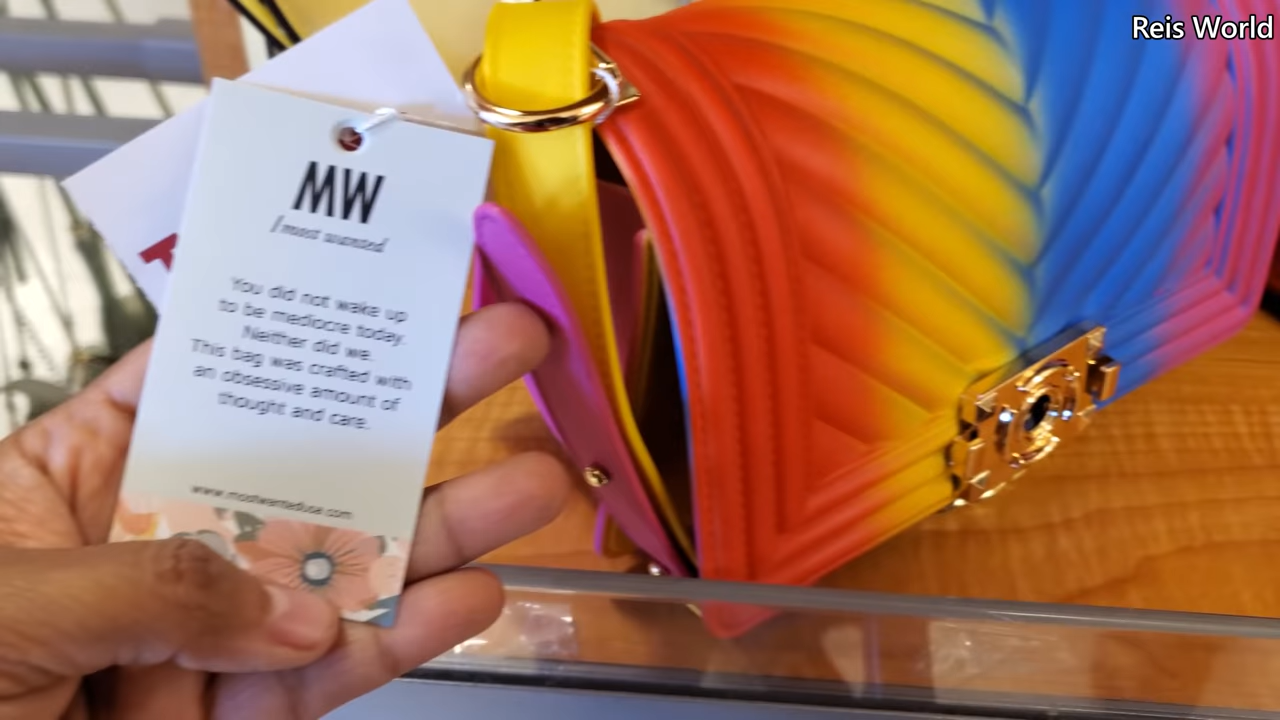 Reis World
MW
/most wanted
You did not wake up
to be mediocre today.
Neither did we.
This bag was crafted with
an obsessive amount of
thought and care.
www.mostwantedusa.com